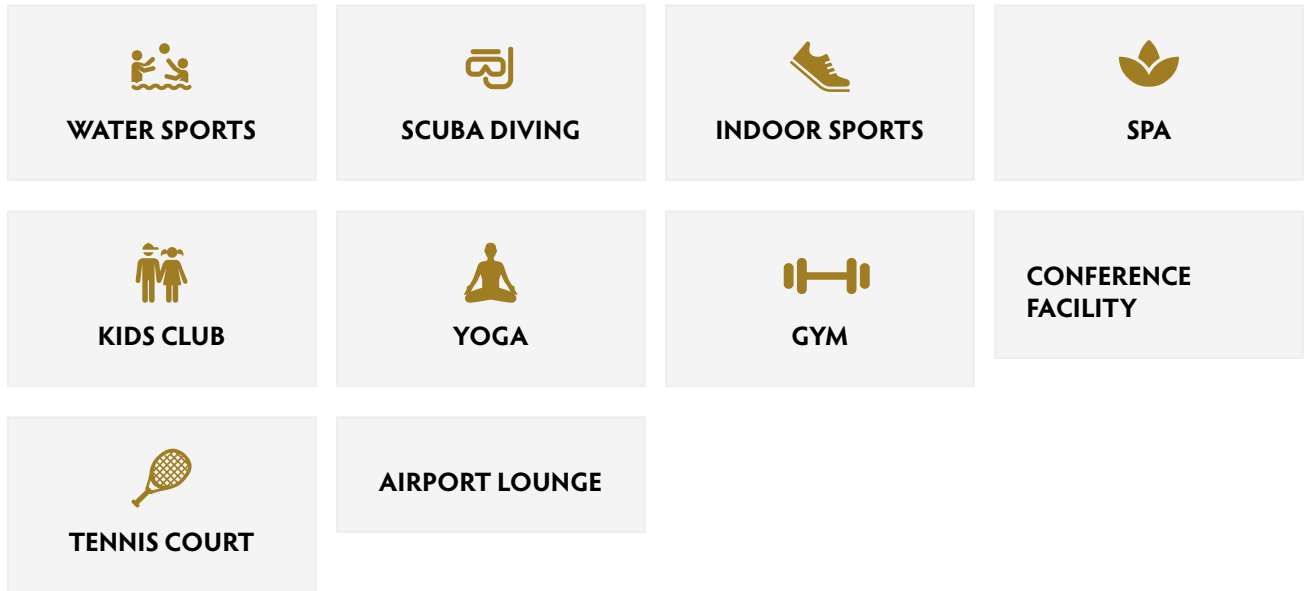 WATER SPORTS
SCUBA DIVING
INDOOR SPORTS
SPA
KIDS CLUB
YOGA
GYM
CONFERENCE
FACILITY
TENNIS COURT
AIRPORT LOUNGE